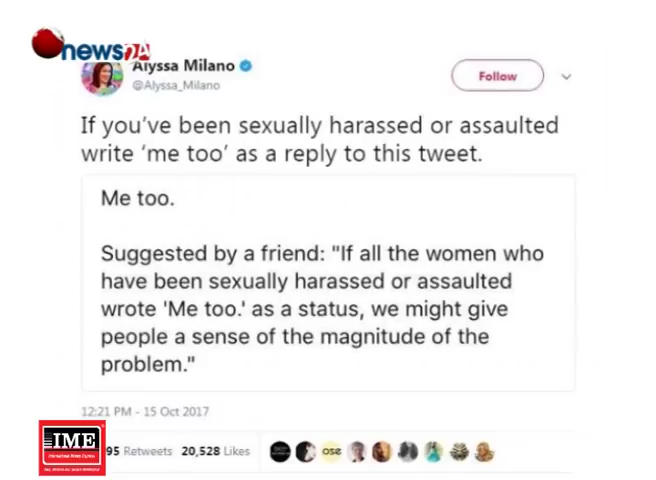 news24
Alyssa Milano
@Alyssa_Milano
Follow
If you've been sexually harassed or assaulted
write 'me too' as a reply to this tweet.
Me too.
Suggested by a friend: "If all the women who
have been sexually harassed or assaulted
wrote 'Me too.' as a status, we might give
people a sense of the magnitude of the
problem."
12:21 PM - 15 Oct 2017
IME
95 Retweets 20,528 Likes
ose